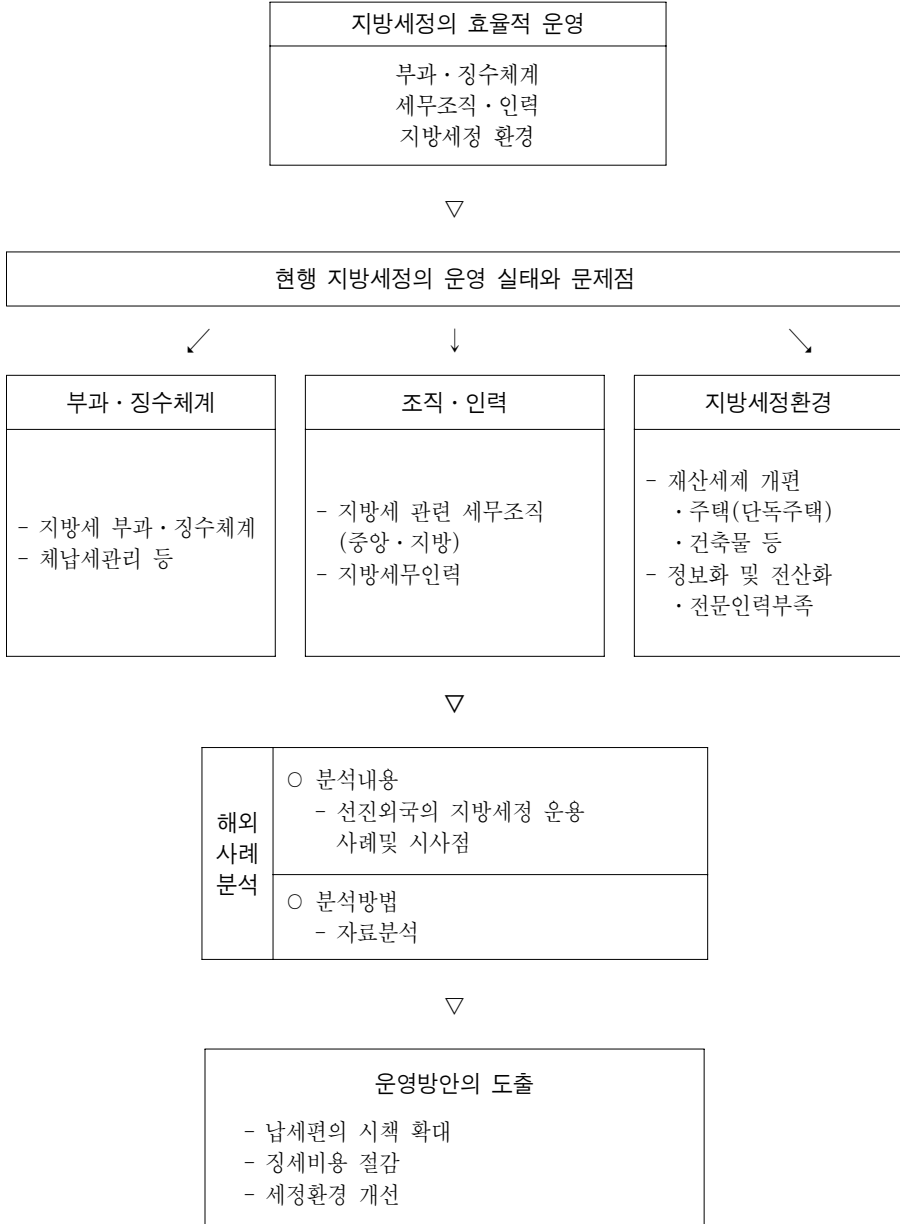 지방세정의 효율적 운영
부과・징수체계
세무조직・인력
지방세정 환경
▽
현행 지방세정의 운영 실태와 문제점
↙ ↓ ↘
부과・징수체계
- 지방세 부과・징수체계
- 체납세관리 등
조직・인력
- 지방세 관련 세무조직
(중앙・지방)
- 지방세무인력
지방세정환경
- 재산세제 개편
・주택(단독주택)
・건축물 등
- 정보화 및 전산화
・전문인력부족
▽
해외
사례
분석
○ 분석내용
- 선진외국의 지방세정 운용
사례및 시사점
○ 분석방법
- 자료분석
▽
운영방안의 도출
- 납세편의 시책 확대
- 징세비용 절감
- 세정환경 개선